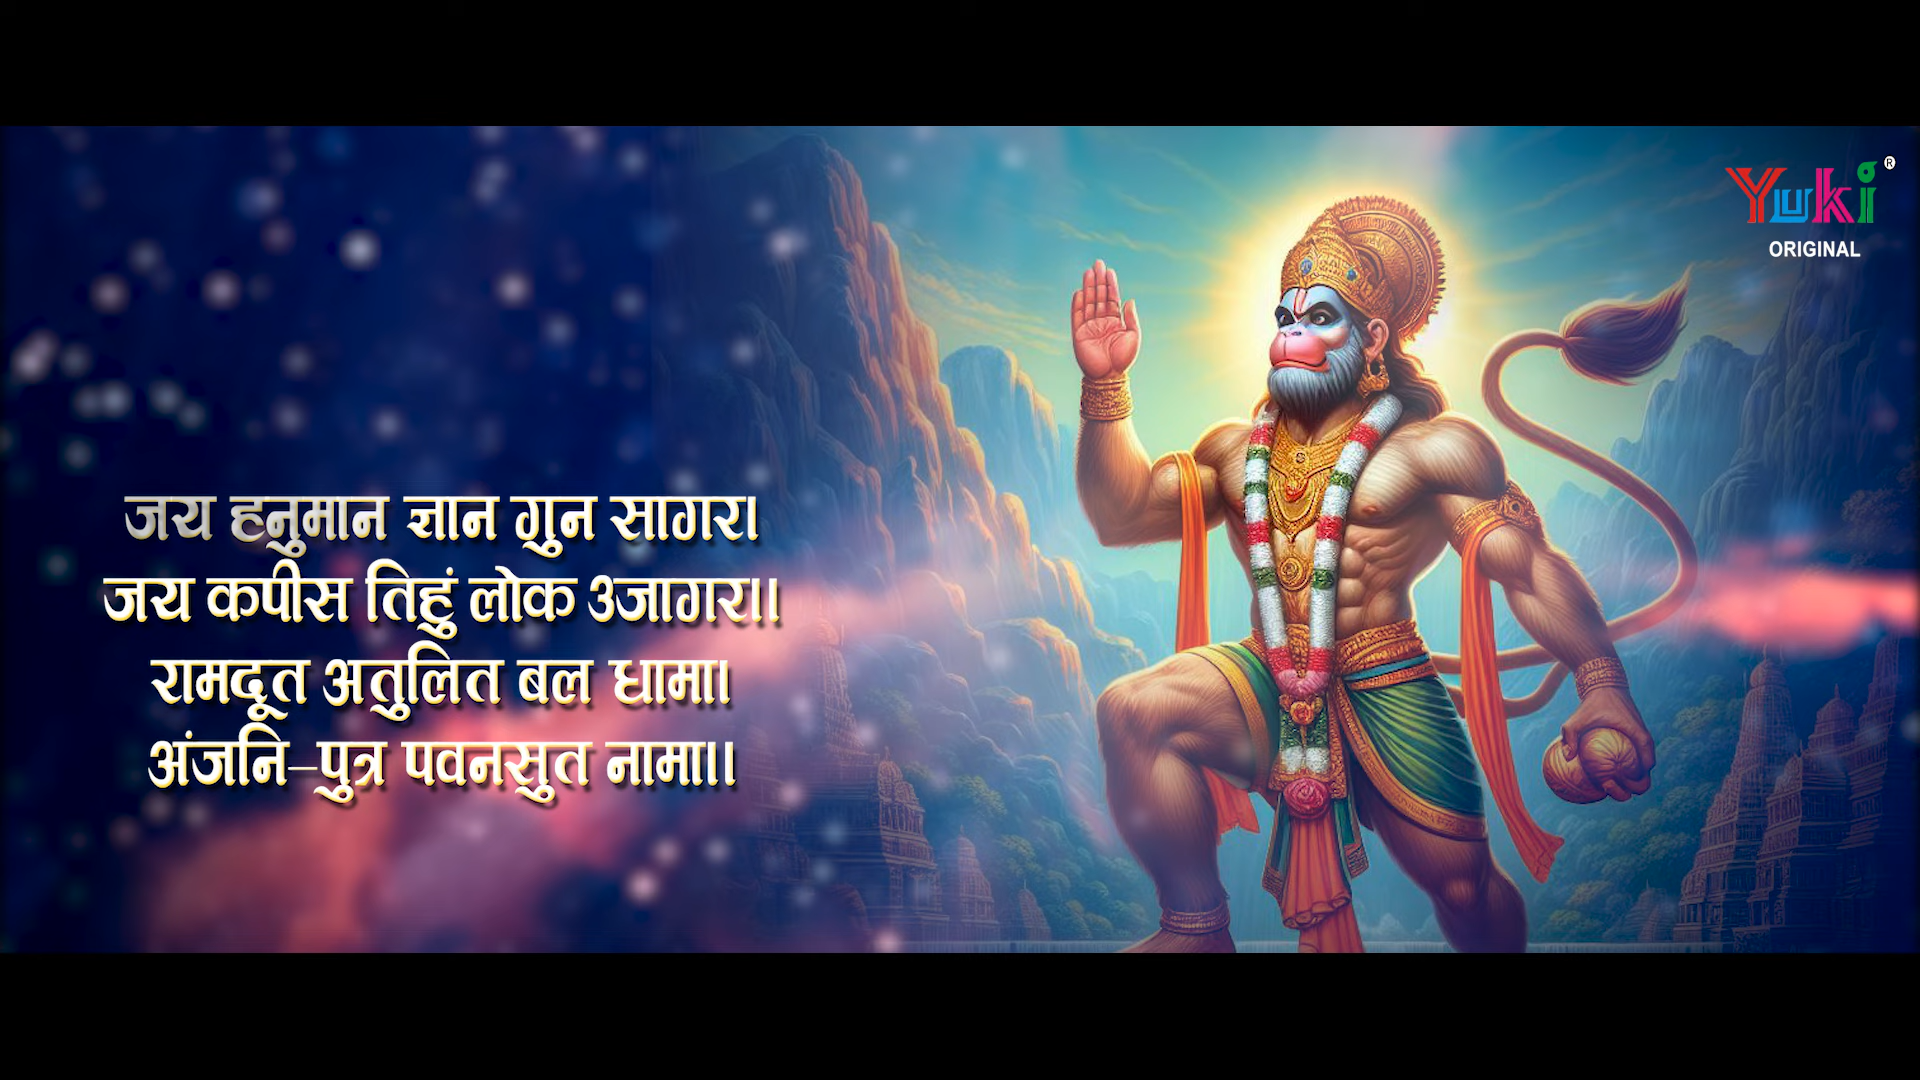 जय हनुमान ज्ञान गुन सागर।
जय कपीस तिहुं लोक उजागर।।
रामदूत अतुलित बल धामा।
अंजनि–पुत्र पवनसुत नामा।।
Yuki ®
ORIGINAL